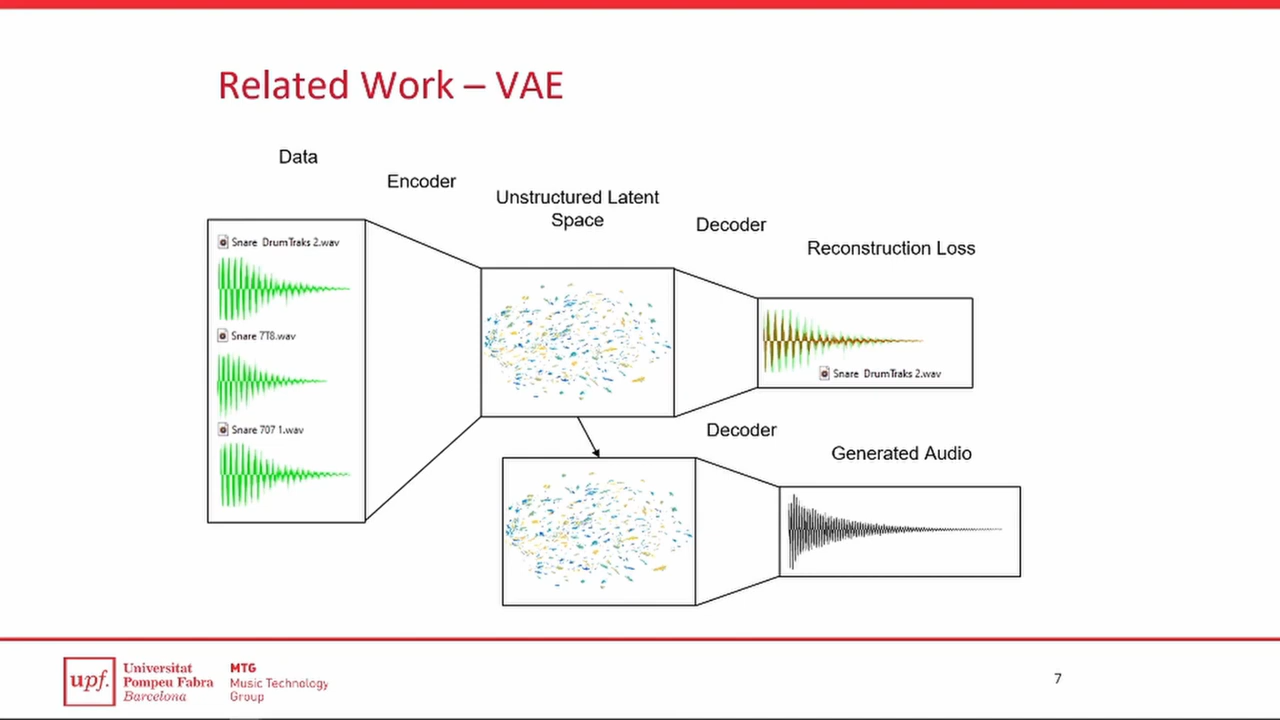 Related Work – VAE
Data
Encoder
Unstructured Latent
Space
Decoder
Reconstruction Loss
Snare DrumTraks 2.wav
Snare 7T8.wav
Snare 707 1.wav
Snare DrumTraks 2.wav
Decoder
Generated Audio
upf.
Universitat
Pompeu Fabra
Barcelona
MTG
Music Technology
Group
7